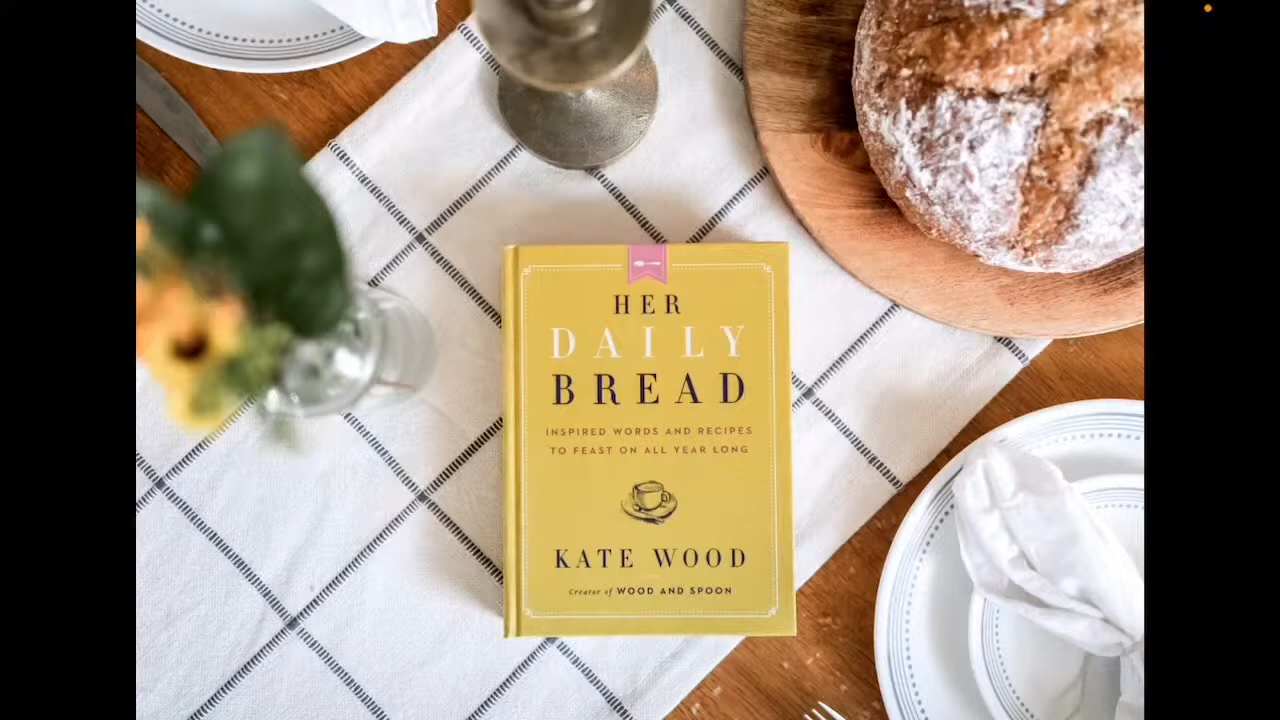 HER
DAILY
BREAD
INSPIRED WORDS AND RECIPES
TO FEAST ON ALL YEAR LONG
KATE WOOD
Creator of WOOD AND SPOON